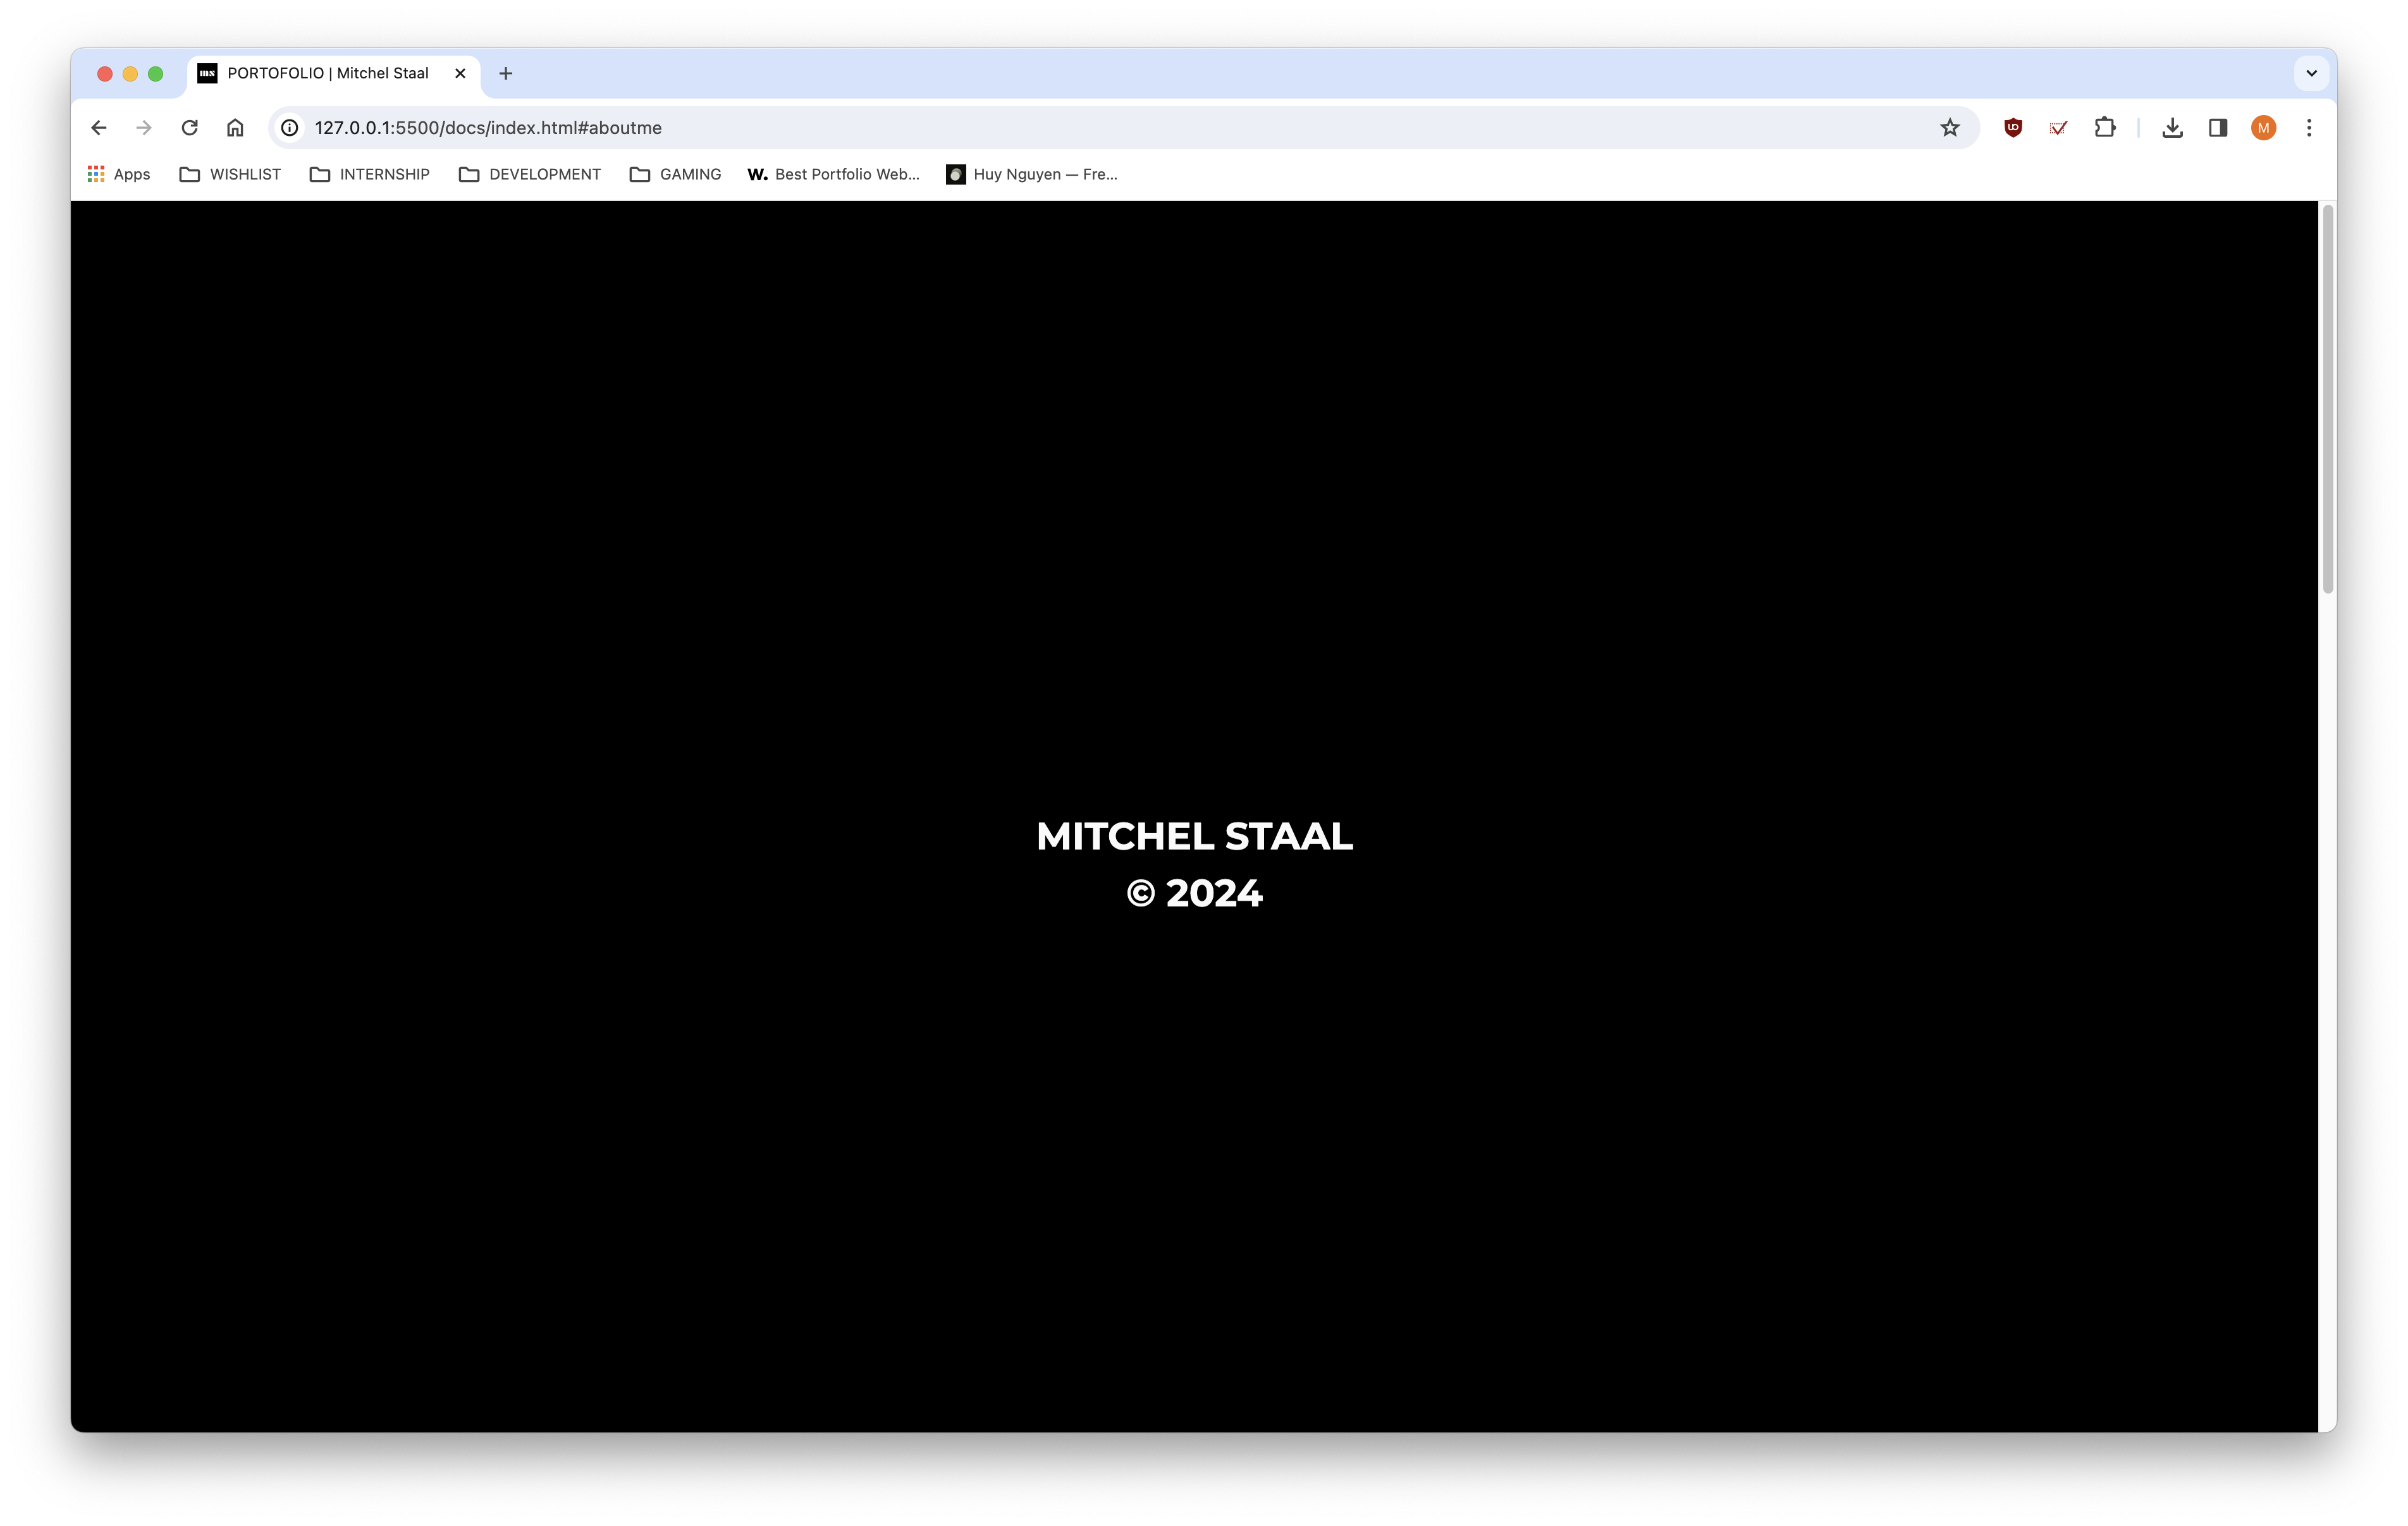 ms PORTOFOLIO | Mitchel Staal
127.0.0.1:5500/docs/index.html#aboutme
M
Apps WISHLIST INTERNSHIP DEVELOPMENT GAMING W. Best Portfolio Web... Huy Nguyen — Fre...
MITCHEL STAAL
© 2024